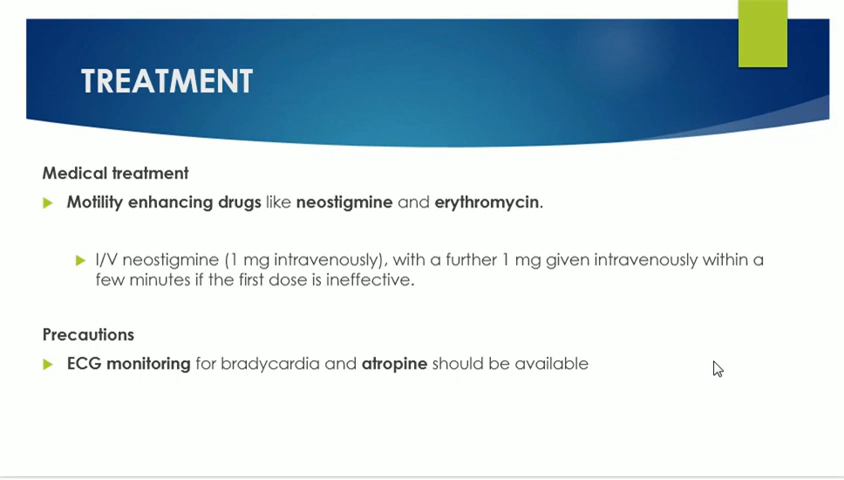 TREATMENT
Medical treatment
Motility enhancing drugs like neostigmine and erythromycin.
I/V neostigmine (1 mg intravenously), with a further 1 mg given intravenously within a
few minutes if the first dose is ineffective.
Precautions
ECG monitoring for bradycardia and atropine should be available